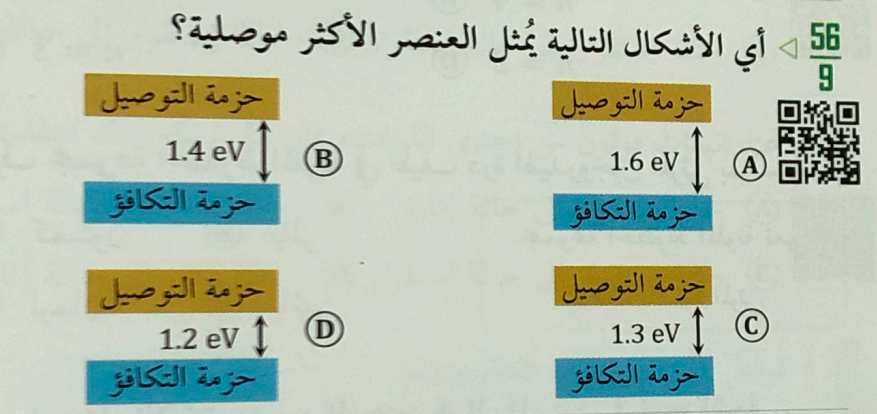 56
9
أي الأشكال التالية يُمثل العنصر الأكثر موصلية؟
A
حزمة التوصيل
1.6 eV
حزمة التكافؤ
B
حزمة التوصيل
1.4 eV
حزمة التكافؤ
C
حزمة التوصيل
1.3 eV
حزمة التكافؤ
D
حزمة التوصيل
1.2 eV
حزمة التكافؤ